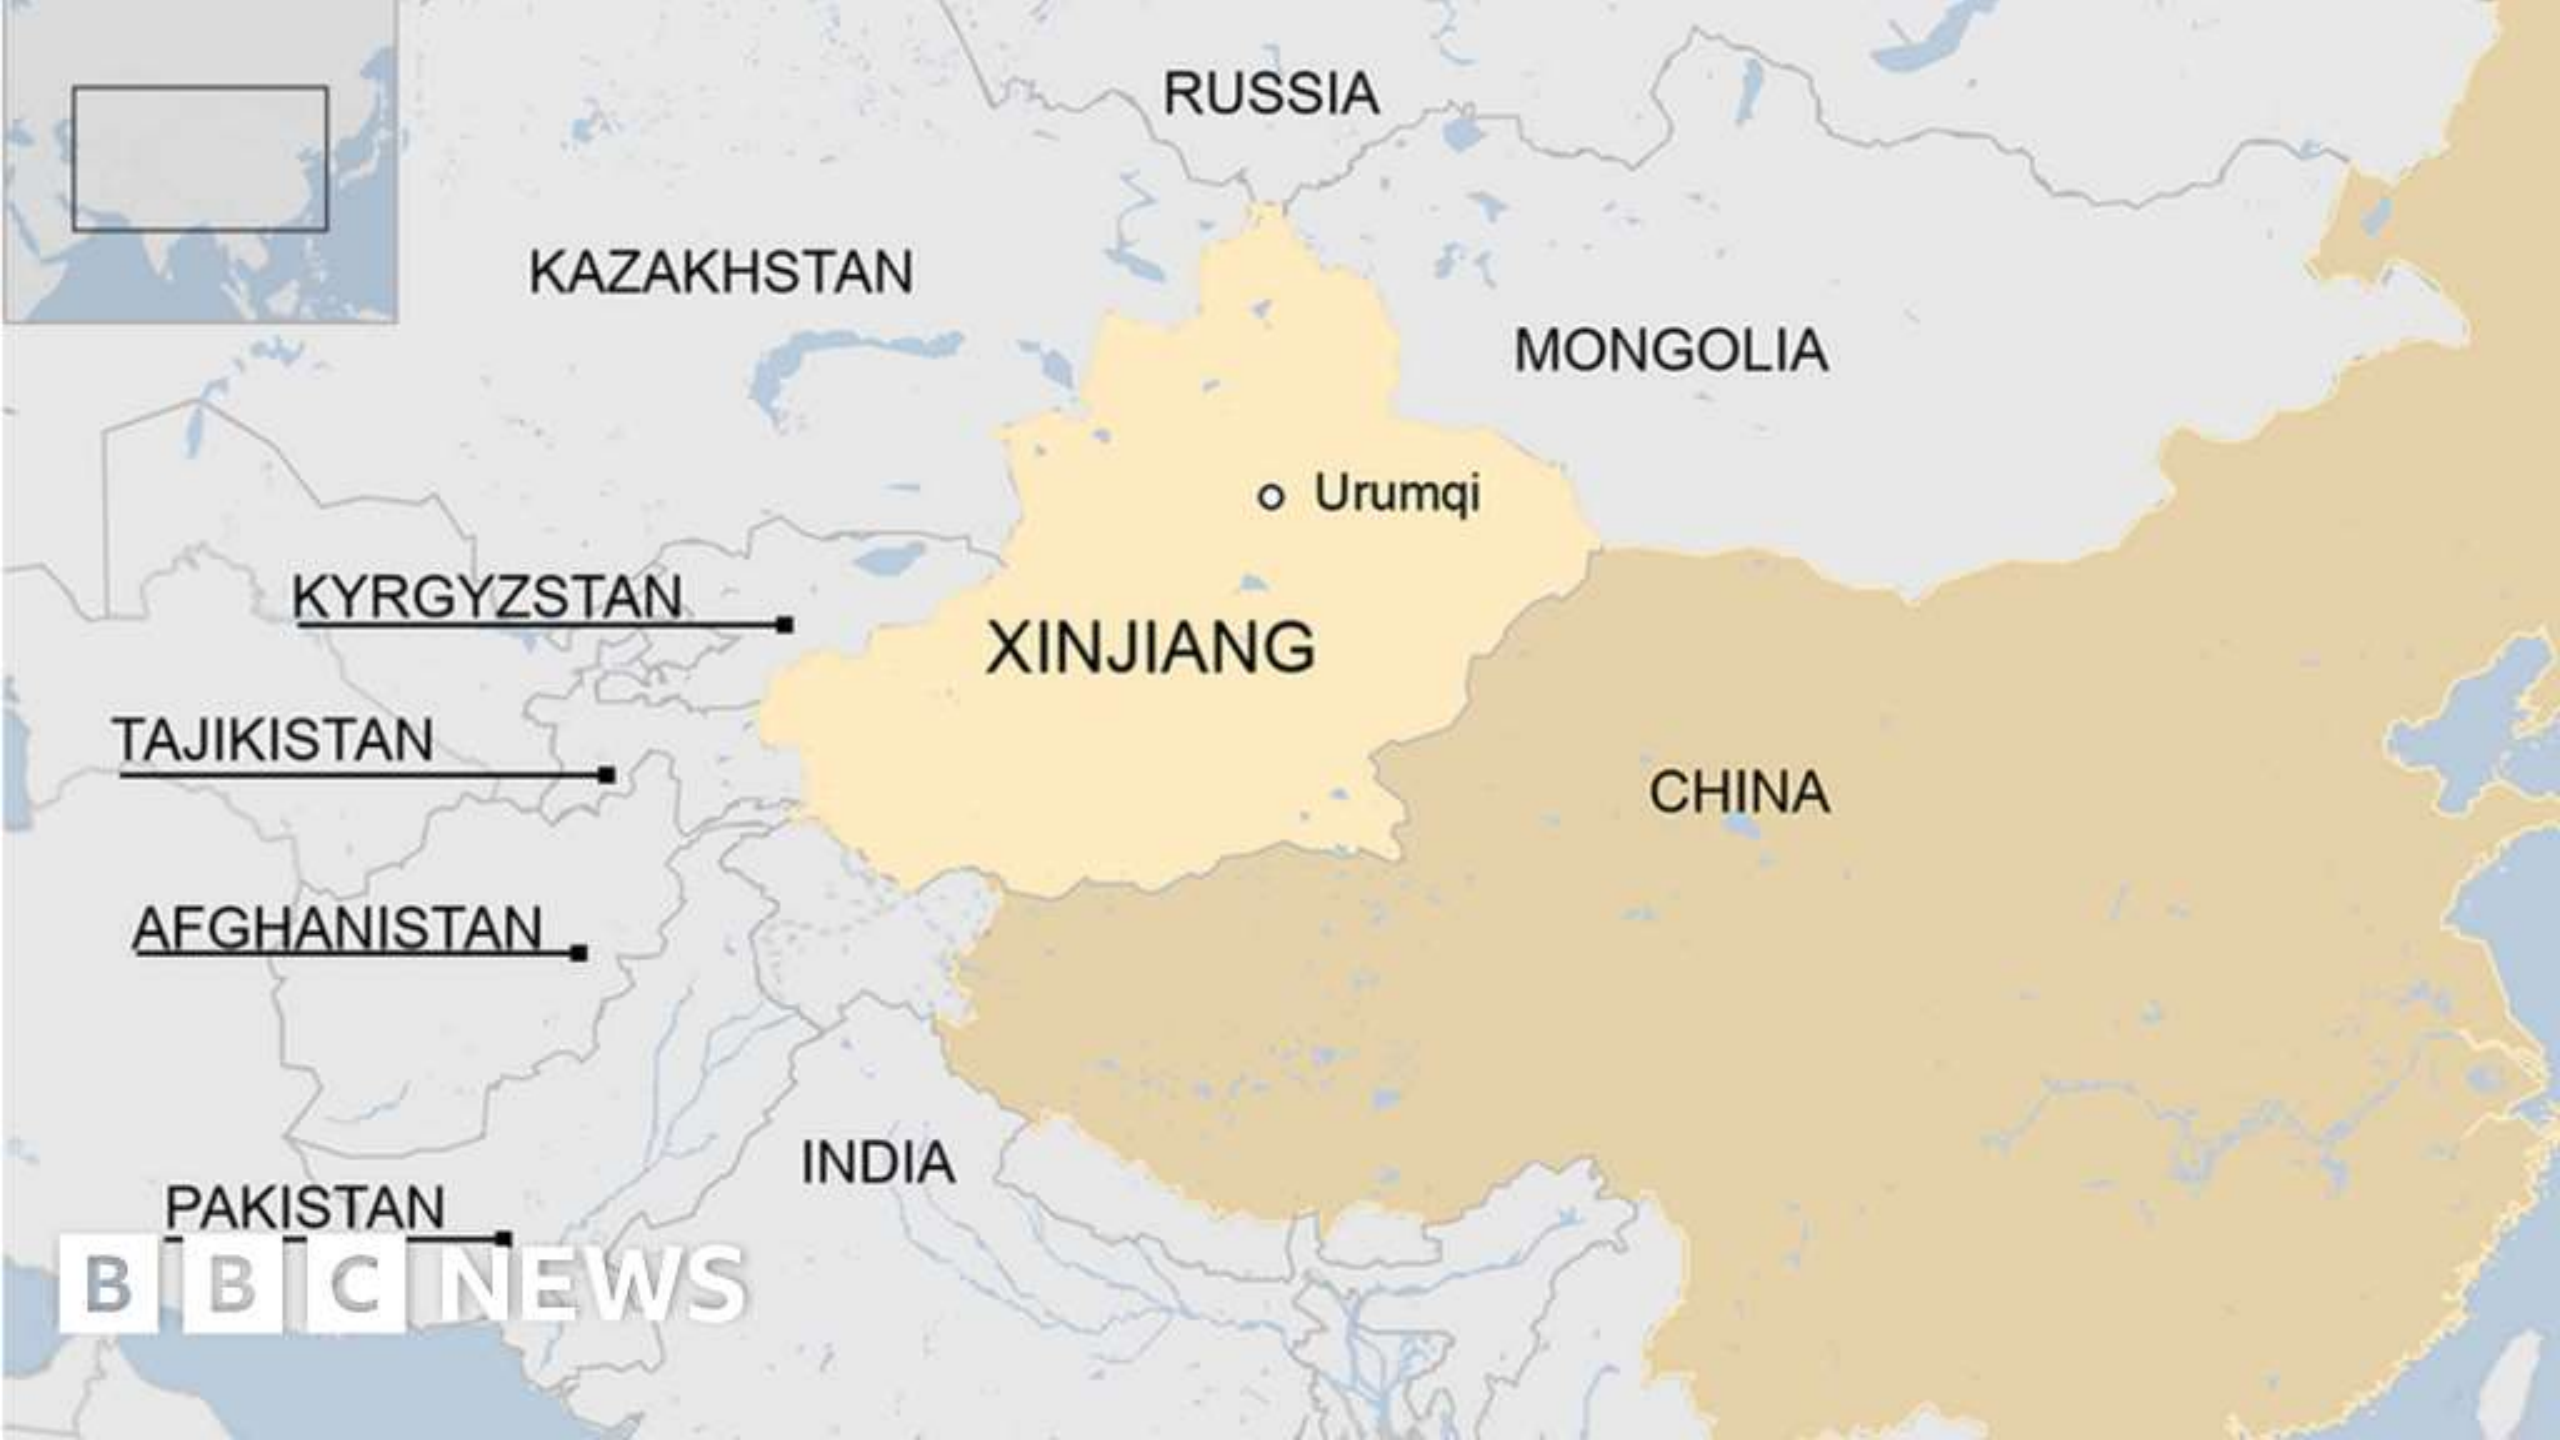 RUSSIA
KAZAKHSTAN
MONGOLIA
Urumqi
KYRGYZSTAN
XINJIANG
TAJIKISTAN
CHINA
AFGHANISTAN
INDIA
PAKISTAN
BBC NEWS